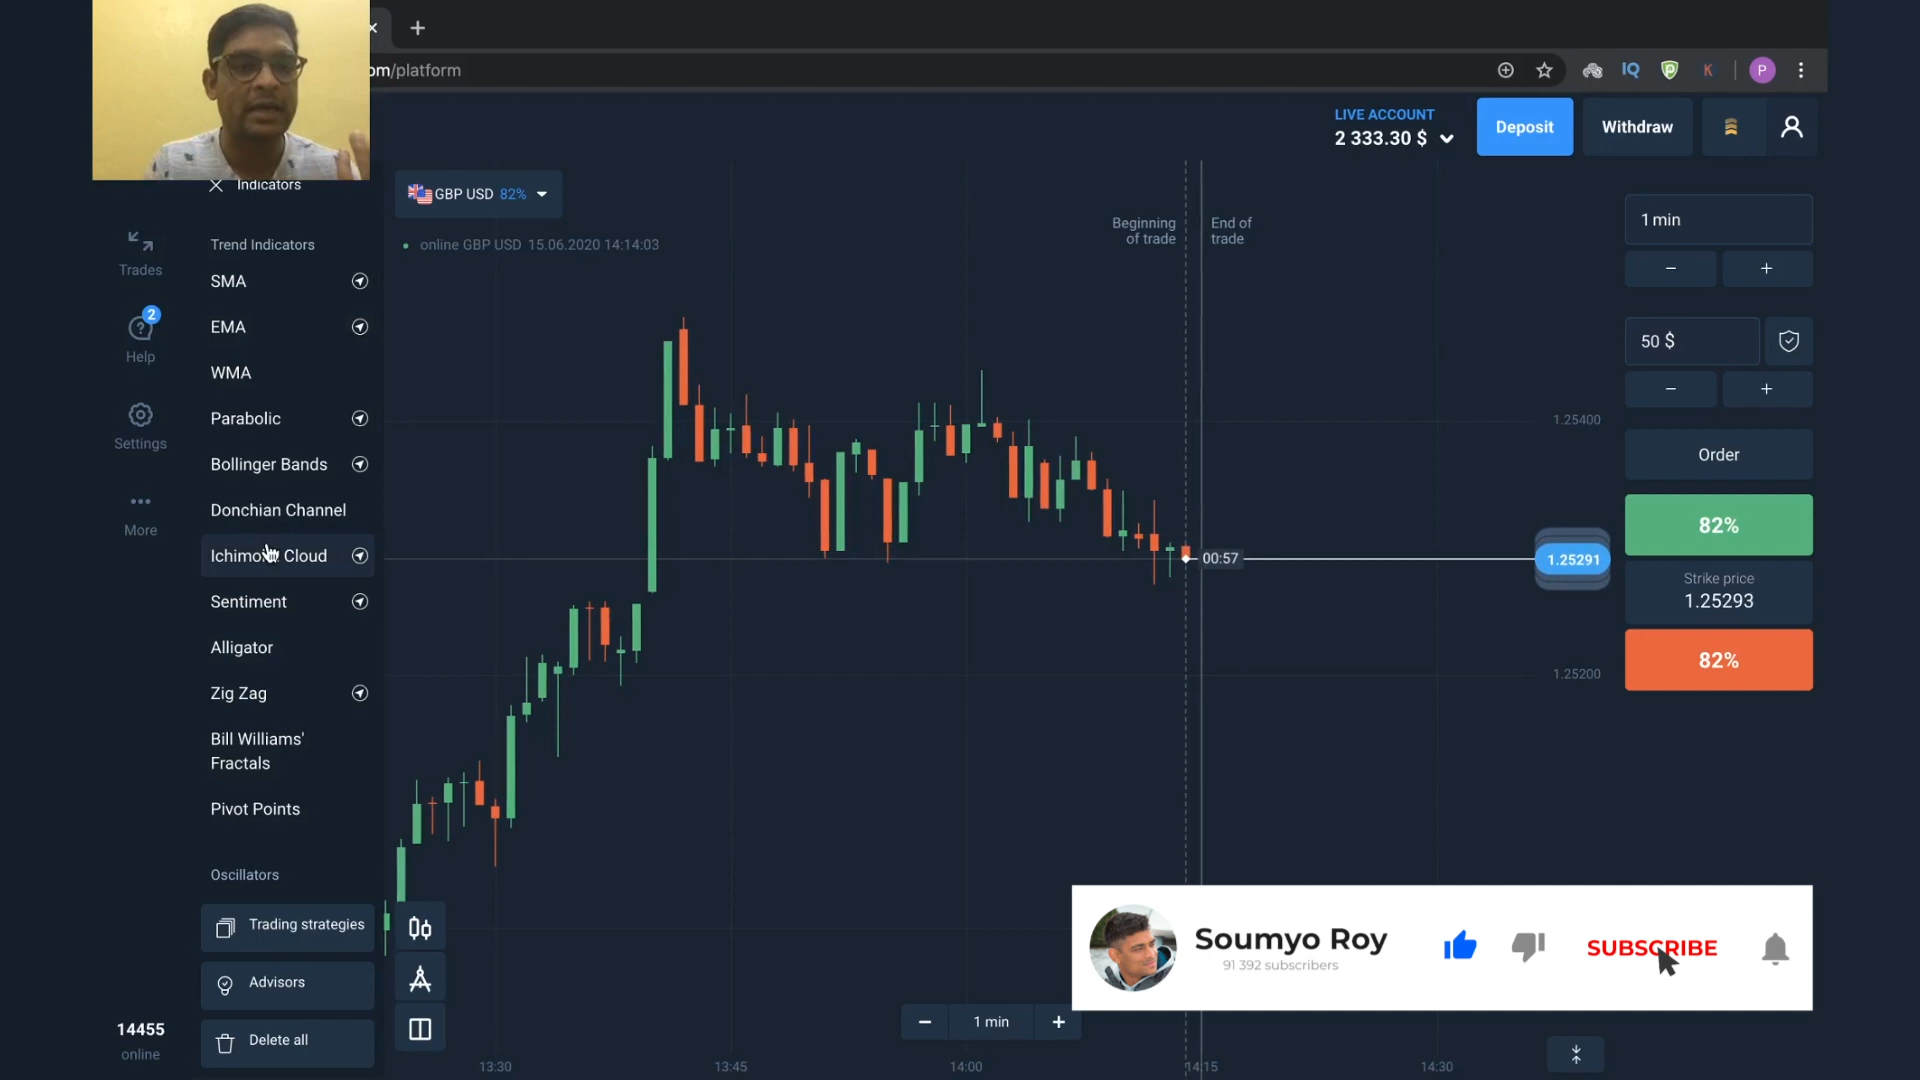 om/platform
IQ
K
P
LIVE ACCOUNT
2 333.30 $
Deposit
Withdraw
Indicators
GBP USD 82%
online GBP USD 15.06.2020 14:14:03
Beginning
of trade
End of
trade
Trades
2
Help
Settings
More
Trend Indicators
SMA
EMA
WMA
Parabolic
Bollinger Bands
Donchian Channel
Ichimoku Cloud
Sentiment
Alligator
Zig Zag
Bill Williams'
Fractals
Pivot Points
Oscillators
Trading strategies
Advisors
Delete all
14455
online
1 min
50 $
Order
82%
Strike price
1.25293
82%
1.25400
00:57
1.25291
1.25200
Soumyo Roy
91 392 subscribers
SUBSCRIBE
1 min
13:30
13:45
14:00
14:15
14:30